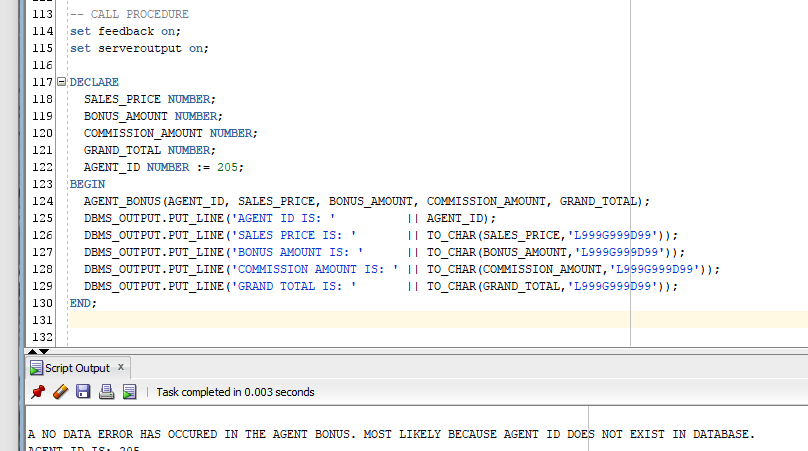 112
113 -- CALL PROCEDURE
114 set feedback on;
115 set serveroutput on;
116
117 DECLARE
118 SALES_PRICE NUMBER;
119 BONUS_AMOUNT NUMBER;
120 COMMISSION_AMOUNT NUMBER;
121 GRAND_TOTAL NUMBER;
122 AGENT_ID NUMBER := 205;
123 BEGIN
124 AGENT_BONUS(AGENT_ID, SALES_PRICE, BONUS_AMOUNT, COMMISSION_AMOUNT, GRAND_TOTAL);
125 DBMS_OUTPUT.PUT_LINE('AGENT ID IS: ' || AGENT_ID);
126 DBMS_OUTPUT.PUT_LINE('SALES PRICE IS: ' || TO_CHAR(SALES_PRICE,'L999G999D99'));
127 DBMS_OUTPUT.PUT_LINE('BONUS AMOUNT IS: ' || TO_CHAR(BONUS_AMOUNT,'L999G999D99'));
128 DBMS_OUTPUT.PUT_LINE('COMMISSION AMOUNT IS: ' || TO_CHAR(COMMISSION_AMOUNT,'L999G999D99'));
129 DBMS_OUTPUT.PUT_LINE('GRAND TOTAL IS: ' || TO_CHAR(GRAND_TOTAL,'L999G999D99'));
130 END;
131
132
Script Output x
Task completed in 0.003 seconds
A NO DATA ERROR HAS OCCURED IN THE AGENT BONUS. MOST LIKELY BECAUSE AGENT ID DOES NOT EXIST IN DATABASE.
AGENT ID IS: 205